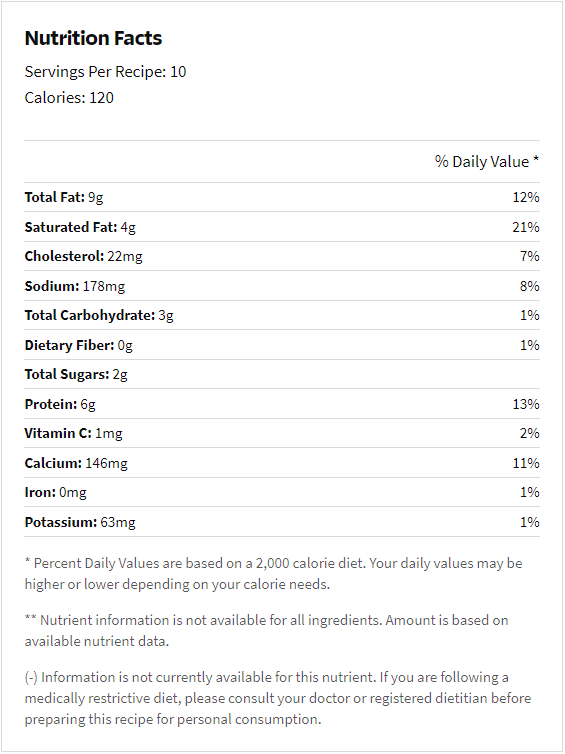 Nutrition Facts
Servings Per Recipe: 10
Calories: 120
% Daily Value *
Total Fat: 9g 12%
Saturated Fat: 4g 21%
Cholesterol: 22mg 7%
Sodium: 178mg 8%
Total Carbohydrate: 3g 1%
Dietary Fiber: 0g 1%
Total Sugars: 2g
Protein: 6g 13%
Vitamin C: 1mg 2%
Calcium: 146mg 11%
Iron: 0mg 1%
Potassium: 63mg 1%
* Percent Daily Values are based on a 2,000 calorie diet. Your daily values may be
higher or lower depending on your calorie needs.
** Nutrient information is not available for all ingredients. Amount is based on
available nutrient data.
(-) Information is not currently available for this nutrient. If you are following a
medically restrictive diet, please consult your doctor or registered dietitian before
preparing this recipe for personal consumption.